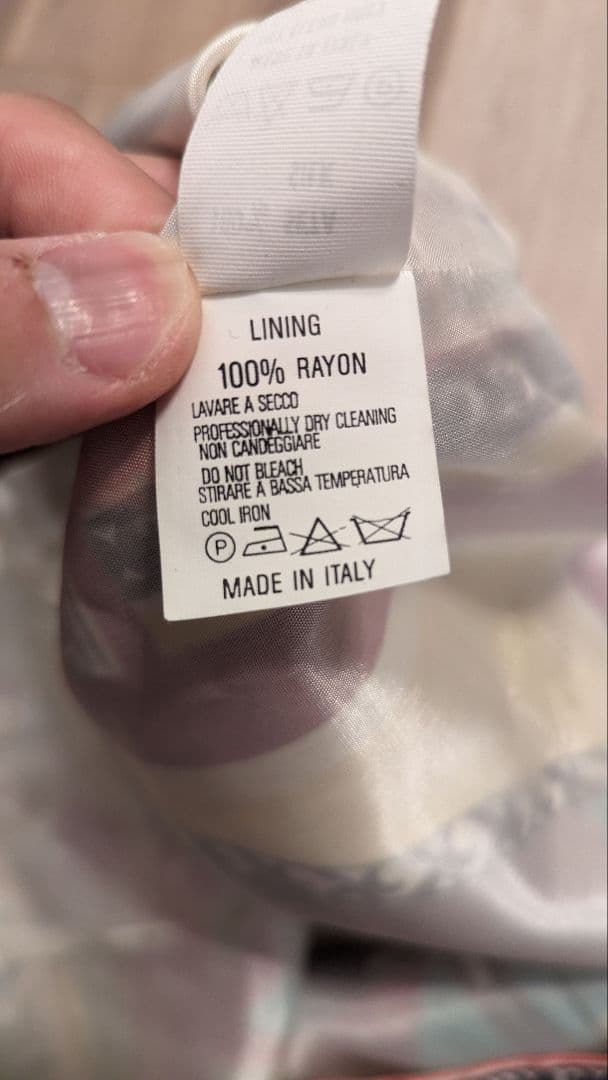 LINING
100% RAYON
LAVARE A SECCO
PROFESSIONALLY DRY CLEANING
NON CANDEGGIARE
DO NOT BLEACH
STIRARE A BASSA TEMPERATURA
COOL IRON
P
MADE IN ITALY